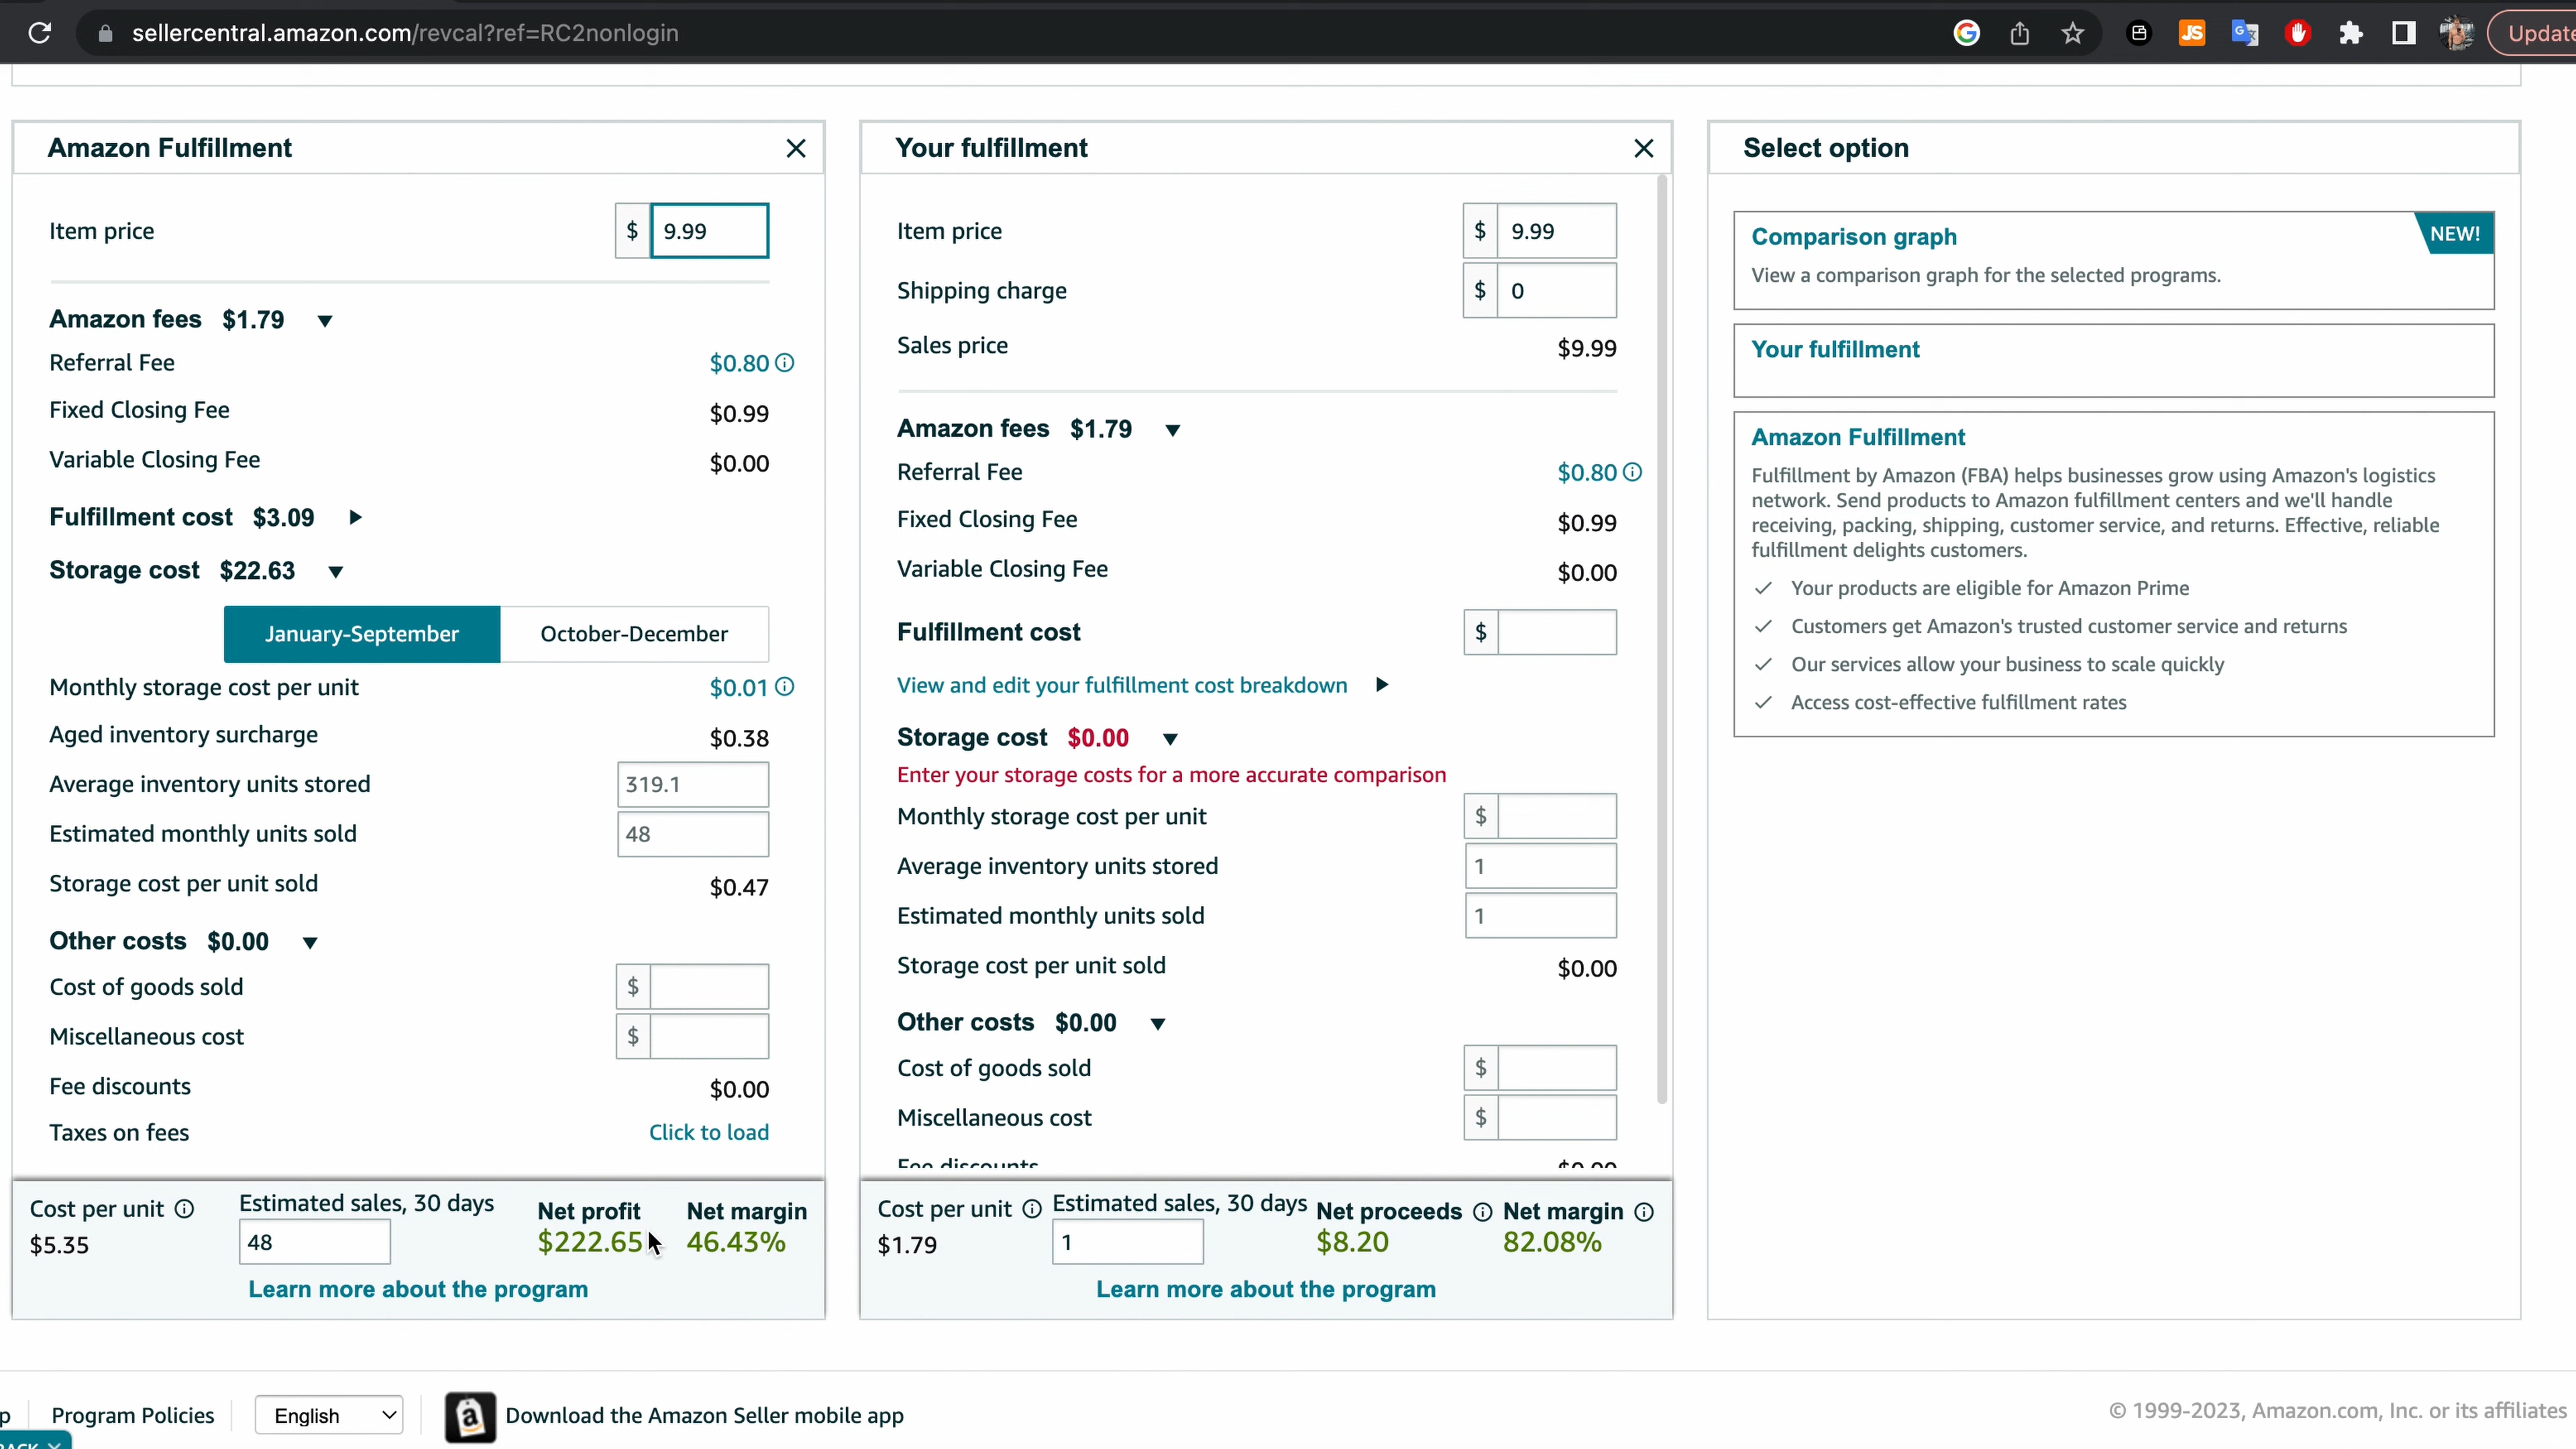 sellercentral.amazon.com/revcal?ref=RC2nonlogin
JS
G
Update
Amazon Fulfillment
Item price
$ 9.99
Amazon fees $1.79
Referral Fee $0.80
Fixed Closing Fee $0.99
Variable Closing Fee $0.00
Fulfillment cost $3.09
Storage cost $22.63
January-September October-December
Monthly storage cost per unit $0.01
Aged inventory surcharge $0.38
Average inventory units stored 319.1
Estimated monthly units sold 48
Storage cost per unit sold $0.47
Other costs $0.00
Cost of goods sold $
Miscellaneous cost $
Fee discounts $0.00
Taxes on fees Click to load
Cost per unit Estimated sales, 30 days Net profit Net margin
$5.35 48 $222.65 46.43%
Learn more about the program
Your fulfillment
Item price $ 9.99
Shipping charge $ 0
Sales price $9.99
Amazon fees $1.79
Referral Fee $0.80
Fixed Closing Fee $0.99
Variable Closing Fee $0.00
Fulfillment cost $
View and edit your fulfillment cost breakdown
Storage cost $0.00
Enter your storage costs for a more accurate comparison
Monthly storage cost per unit $
Average inventory units stored 1
Estimated monthly units sold 1
Storage cost per unit sold $0.00
Other costs $0.00
Cost of goods sold $
Miscellaneous cost $
Fee discounts $0.00
Cost per unit Estimated sales, 30 days Net proceeds Net margin
$1.79 1 $8.20 82.08%
Learn more about the program
Select option
Comparison graph NEW!
View a comparison graph for the selected programs.
Your fulfillment
Amazon Fulfillment
Fulfillment by Amazon (FBA) helps businesses grow using Amazon's logistics
network. Send products to Amazon fulfillment centers and we'll handle
receiving, packing, shipping, customer service, and returns. Effective, reliable
fulfillment delights customers.
Your products are eligible for Amazon Prime
Customers get Amazon's trusted customer service and returns
Our services allow your business to scale quickly
Access cost-effective fulfillment rates
p Program Policies English Download the Amazon Seller mobile app
© 1999-2023, Amazon.com, Inc. or its affiliates